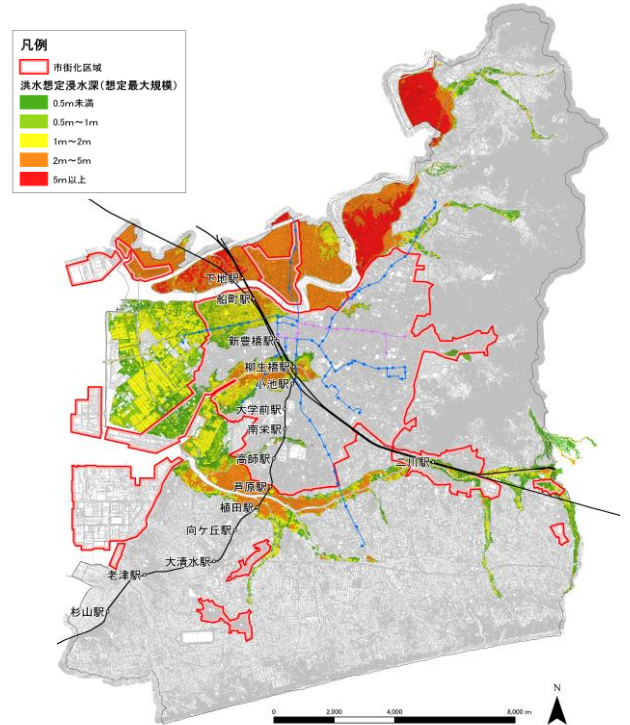 凡例
市街化区域
洪水想定浸水深(想定最大規模)
0.5m未満
0.5m～1m
1m～2m
2m～5m
5m以上
下地駅
船町駅
新豊橋駅
柳生橋駅
小池駅
大学前駅
南栄駅
高師駅
二川駅
芦原駅
植田駅
向ケ丘駅
大清水駅
老津駅
杉山駅
N
0 2,000 4,000 8,000 m